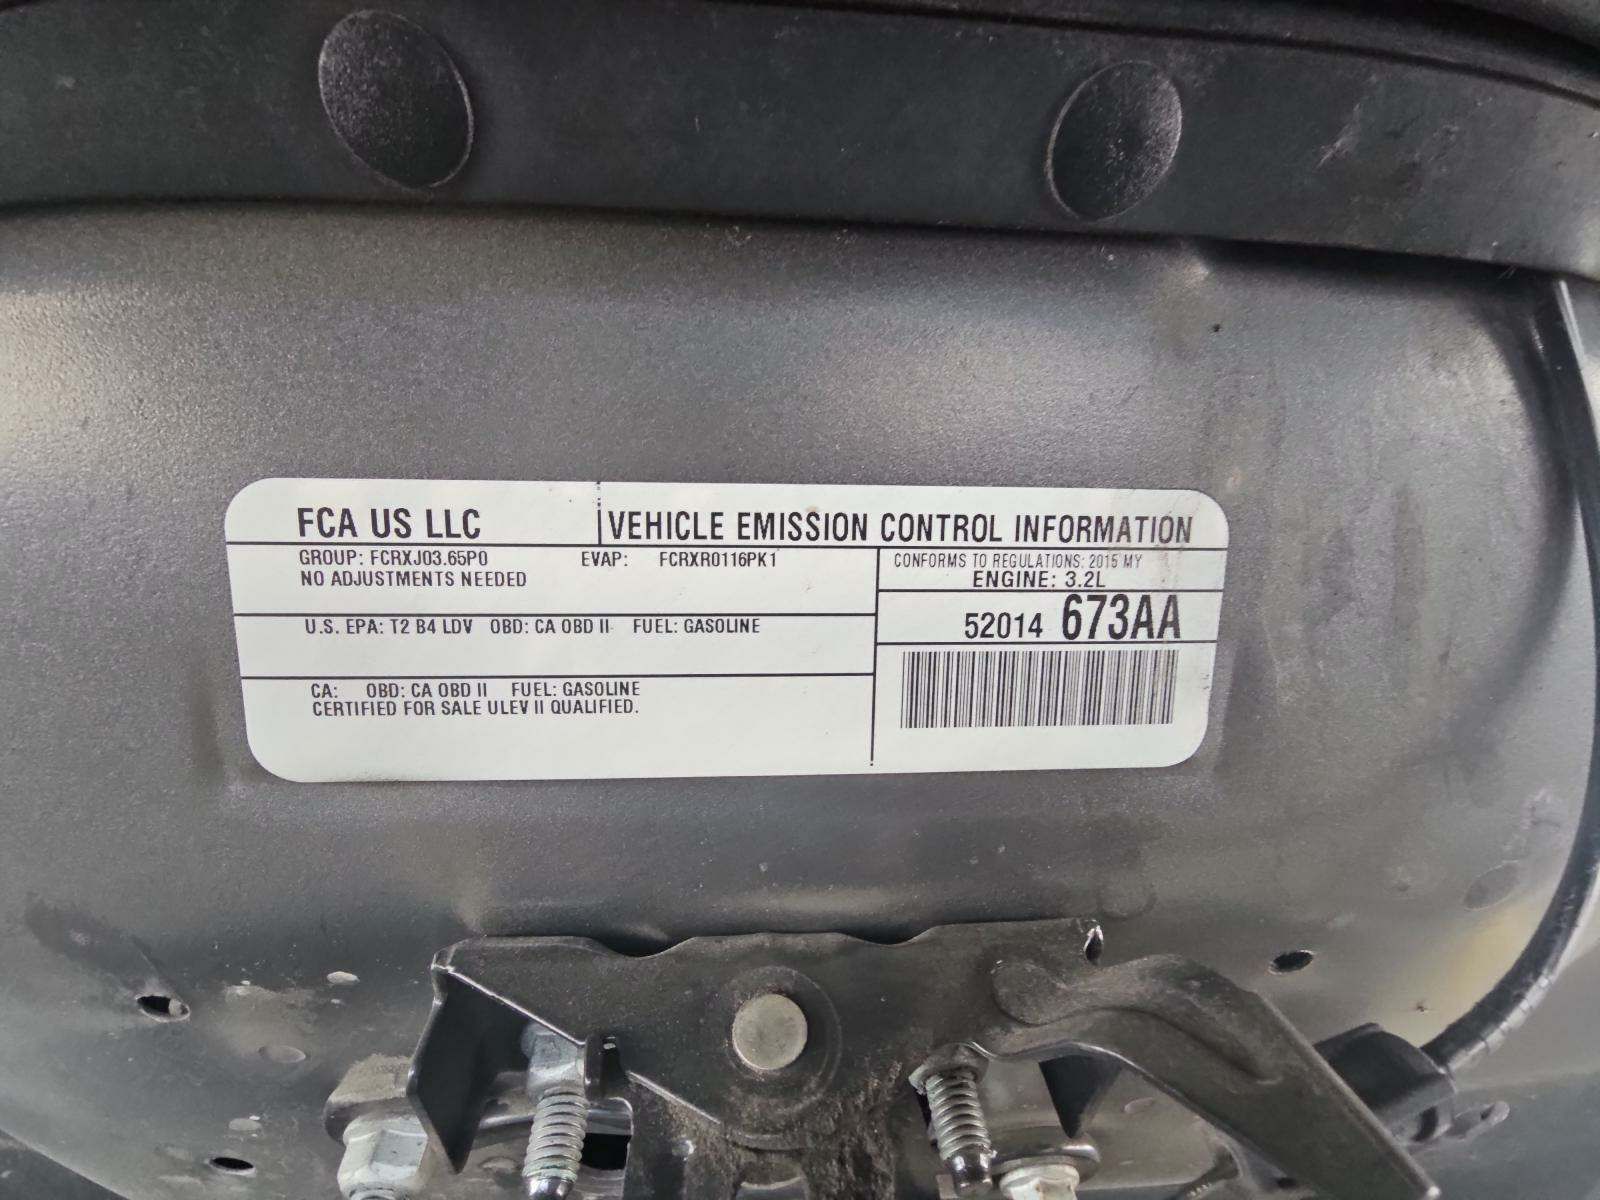 FCA US LLC
VEHICLE EMISSION CONTROL INFORMATION
GROUP: FCRXJ03.65P0 EVAP: FCRXR0116PK1
NO ADJUSTMENTS NEEDED
CONFORMS TO REGULATIONS: 2015 MY
ENGINE: 3.2L
52014 673AA
U.S. EPA: T2 B4 LDV OBD: CA OBD II FUEL: GASOLINE
CA: OBD: CA OBD II FUEL: GASOLINE
CERTIFIED FOR SALE ULEV II QUALIFIED.